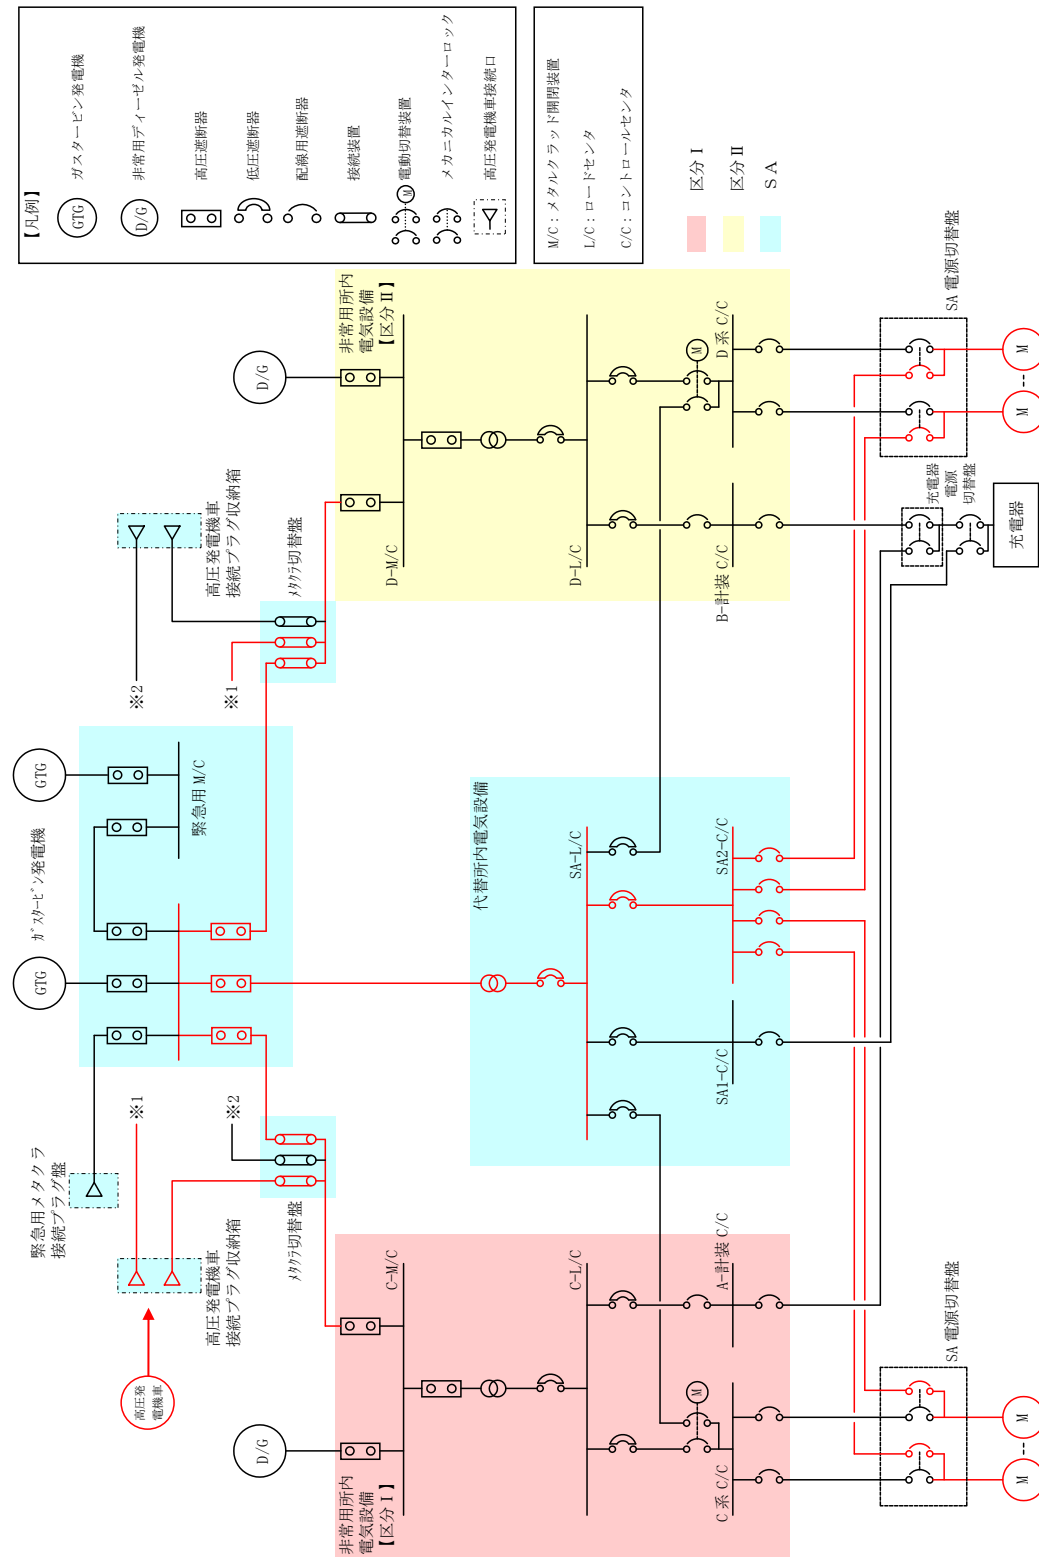 【凡例】
GTG
ガスタービン発電機
D/G
非常用ディーゼル発電機
高圧遮断器
低圧遮断器
配線用遮断器
接続装置
M
電動切替装置
メカニカルインターロック
高圧発電機車接続口
M/C：メタルクラッド開閉装置
L/C：ロードセンタ
C/C：コントロールセンタ
区分Ⅰ
区分Ⅱ
SA
緊急用メタクラ
接続プラグ盤
ガスタービン発電機
GTG
GTG
緊急用M/C
高圧発
電機車
高圧発電機車
接続プラグ収納箱
※1
※2
メタクラ切替盤
高圧発電機車
接続プラグ収納箱
※2
※1
メタクラ切替盤
D/G
非常用所内
電気設備
【区分Ⅰ】
C-M/C
C-L/C
M
C系C/C
A-計装C/C
代替所内電気設備
SA-L/C
SA1-C/C
SA2-C/C
D/G
非常用所内
電気設備
【区分Ⅱ】
D-M/C
D-L/C
M
B-計装C/C
D系C/C
SA電源切替盤
M
M
充電器
電源
切替盤
充電器
SA電源切替盤
M
M